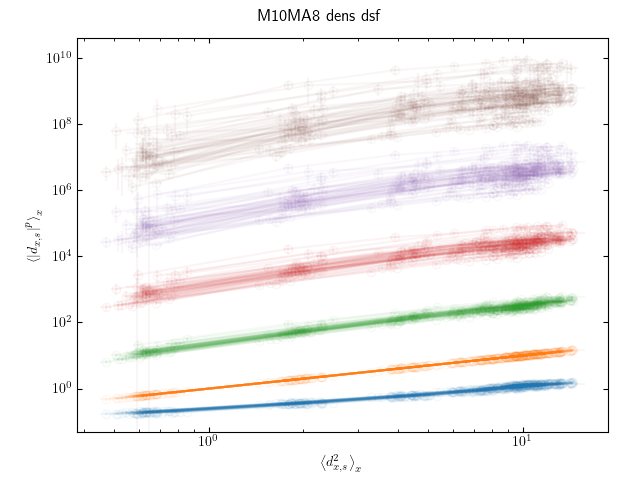 M10MA8 dens dsf
10^{10}
10^{8}
10^{6}
10^{4}
10^{2}
10^{0}
⟨|d_{x,s}|^p⟩_x
10^{0}
10^{1}
⟨d^2_{x,s}⟩_x